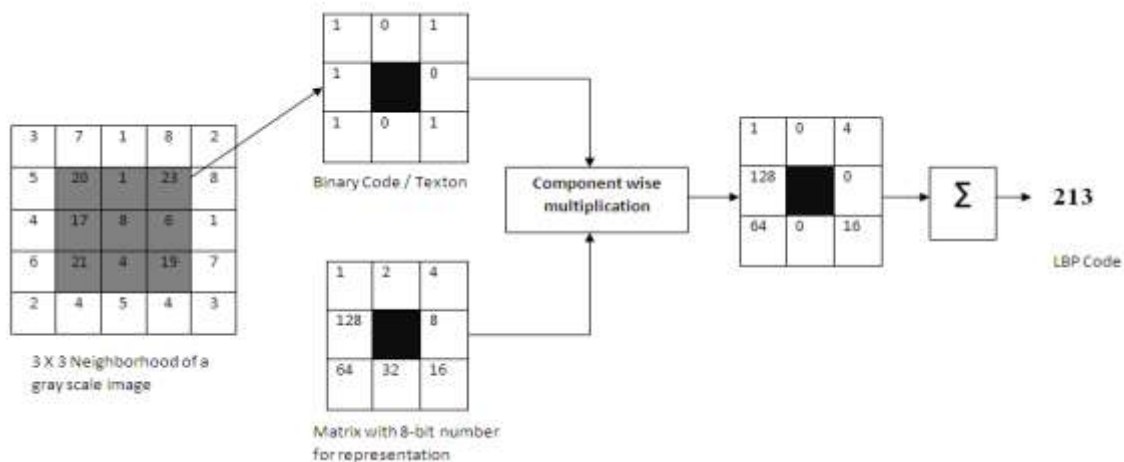 1 0 1
1 0
1 0 1
Binary Code / Texton
3 7 1 8 2
5 20 1 23 8
4 17 8 6 1
6 21 4 19 7
2 4 5 4 3
3 X 3 Neighborhood of a
gray scale image
1 2 4
128 8
64 32 16
Matrix with 8-bit number
for representation
Component wise
multiplication
1 0 4
128 0
64 0 16
Σ
213
LBP Code